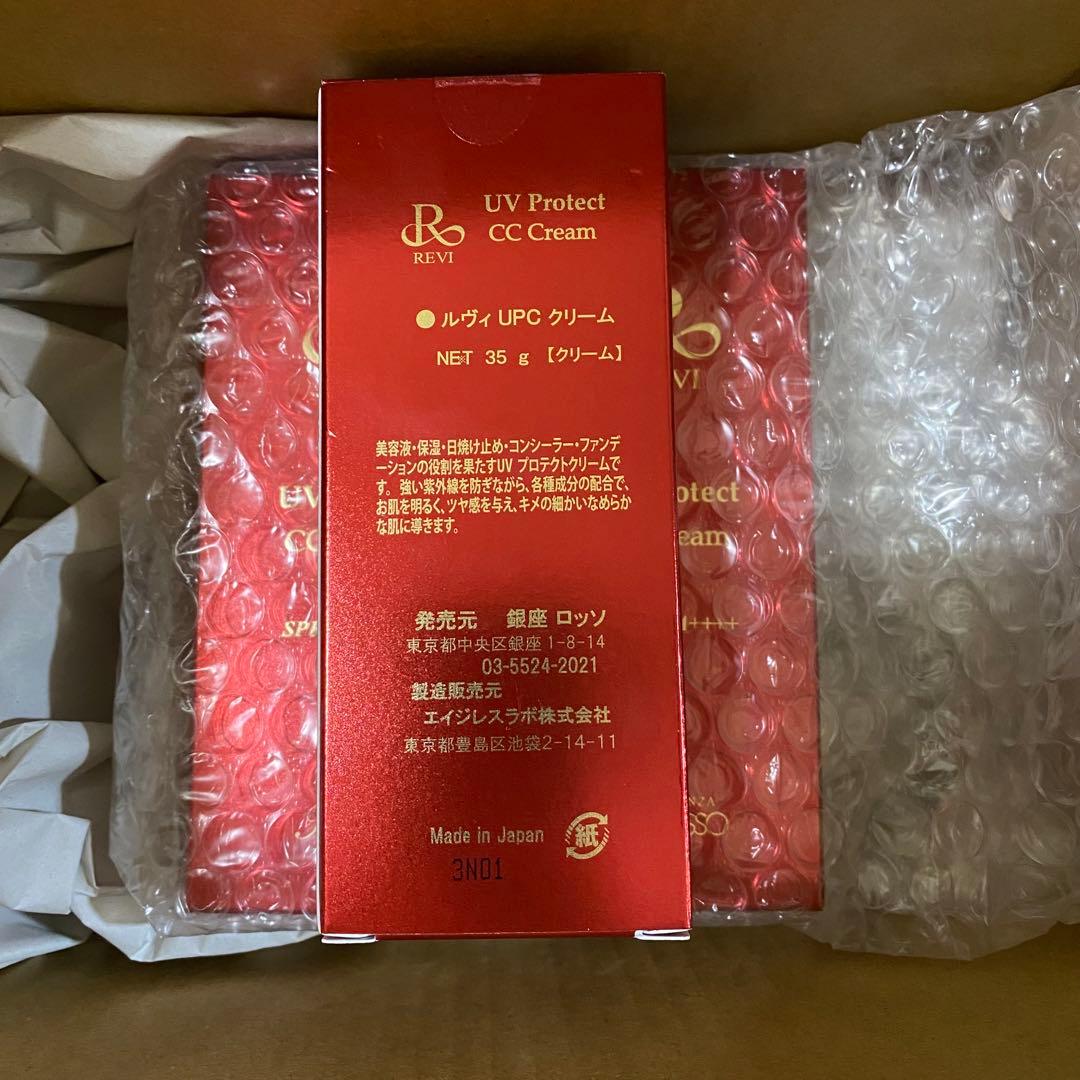 UV Protect
CC Cream
REVI
● ルヴィ UPC クリーム
NET 35 g 【クリーム】
美容液・保湿・日焼け止め・コンシーラー・ファンデ
ーションの役割を果たすUV プロテクトクリームで
す。強い紫外線を防ぎながら、各種成分の配合で、
お肌を明るく、ツヤ感を与え、キメの細かいなめらか
な肌に導きます。
発売元 銀座 ロッソ
東京都中央区銀座1-8-14
03-5524-2021
製造販売元
エイジレスラボ株式会社
東京都豊島区池袋2-14-11
Made in Japan
紙
3N01
UV
CC
SP
R
EVI
Protect
eam
++++
NZA
SSO